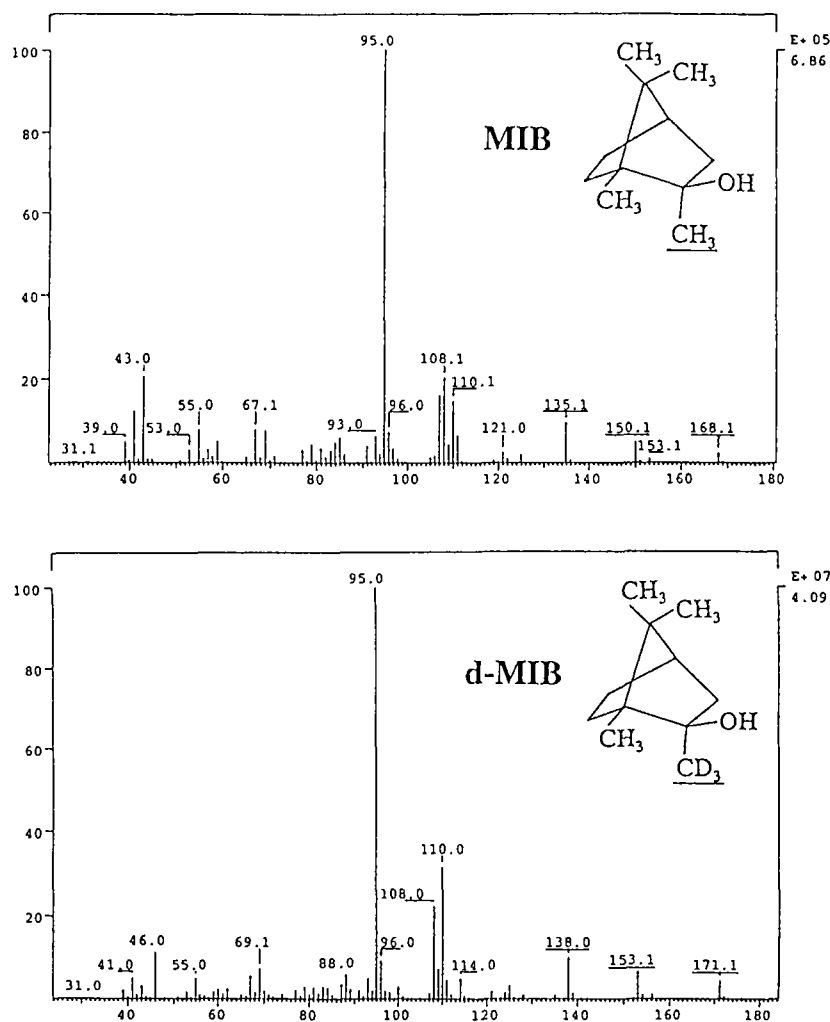 95.0
E+ 05
6.86
100
80
60
40
20
CH3
CH3
MIB
OH
CH3
CH3
43.0
108.1
110.1
39.0
53.0
55.0
67.1
93.0
96.0
121.0
135.1
150.1
153.1
168.1
31.1
40 60 80 100 120 140 160 180
95.0
E+ 07
4.09
100
80
60
40
20
CH3
CH3
d-MIB
OH
CH3
CD3
110.0
108.0
46.0
41.0
55.0
69.1
88.0
96.0
114.0
138.0
153.1
171.1
31.0
40 60 80 100 120 140 160 180